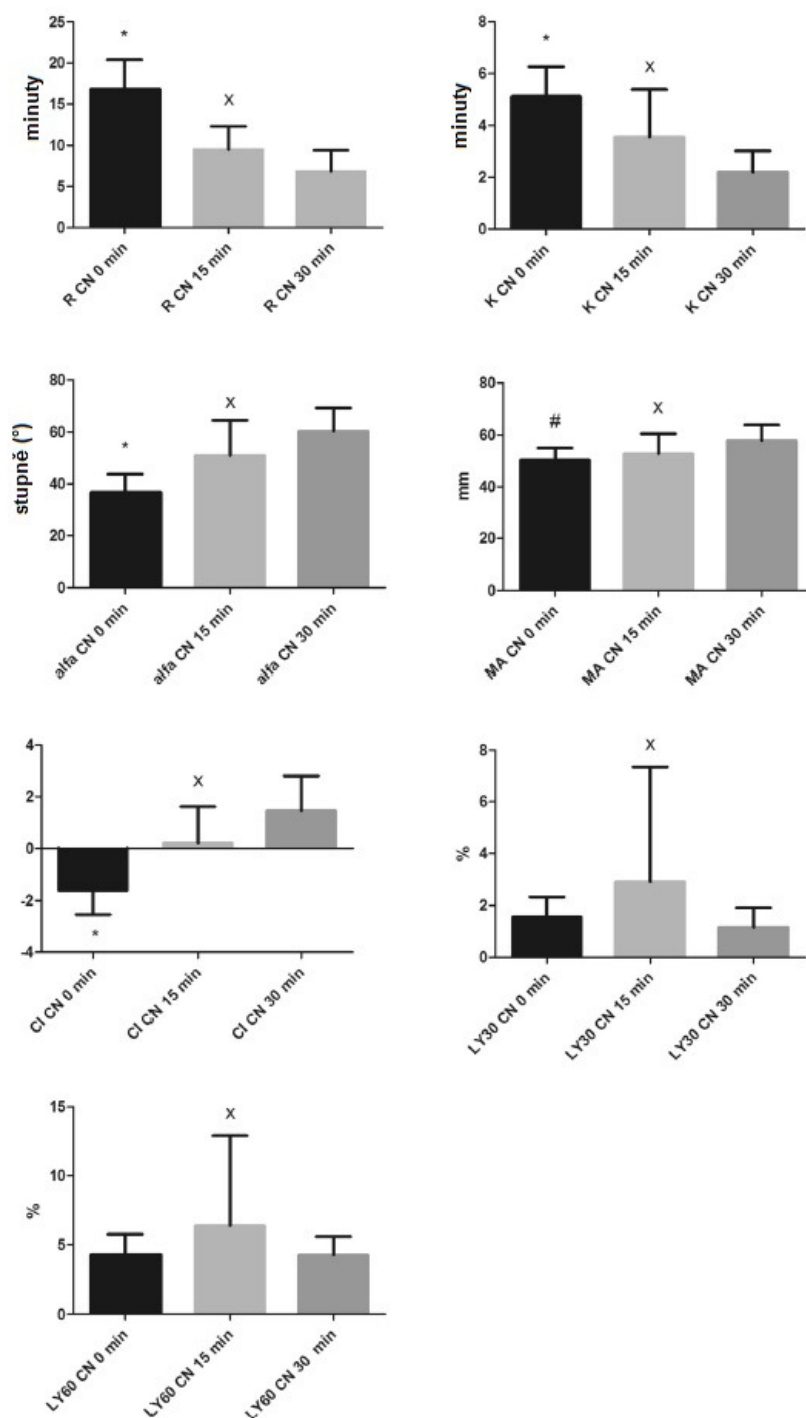 25
20
15
10
5
0
minuty
*
X
R CN 0 min
R CN 15 min
R CN 30 min
8
6
4
2
0
minuty
*
X
K CN 0 min
K CN 15 min
K CN 30 min
80
60
40
20
0
stupně (°)
*
X
alfa CN 0 min
alfa CN 15 min
alfa CN 30 min
80
60
40
20
0
mm
#
X
MA CN 0 min
MA CN 15 min
MA CN 30 min
4
2
0
-2
-4
*
X
CI CN 0 min
CI CN 15 min
CI CN 30 min
8
6
4
2
0
%
X
LY30 CN 0 min
LY30 CN 15 min
LY30 CN 30 min
15
10
5
0
%
X
LY60 CN 0 min
LY60 CN 15 min
LY60 CN 30 min